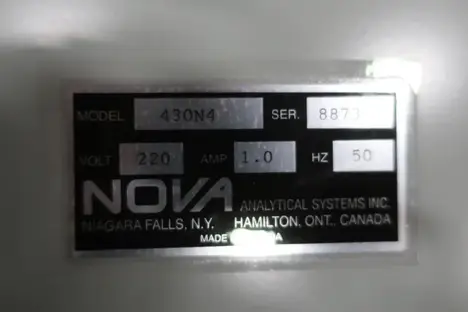 MODEL 430N4 SER. 8873
VOLT 220 AMP 1.0 HZ 50
NOVA ANALYTICAL SYSTEMS INC.
NIAGARA FALLS, N.Y. HAMILTON, ONT., CANADA
MADE